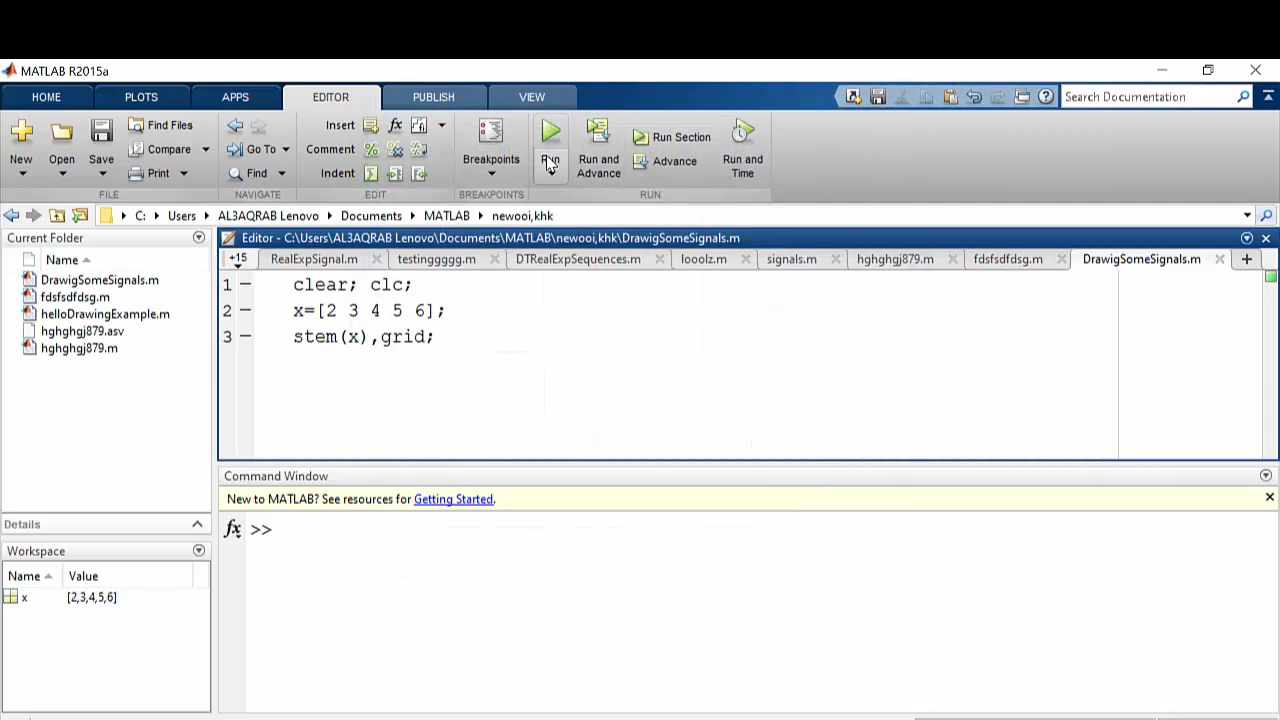 MATLAB R2015a
HOME PLOTS APPS EDITOR PUBLISH VIEW Search Documentation
New Open Save Find Files Compare Print Go To Find Insert fx Comment Indent Breakpoints Run Run and Advance Run Section Advance Run and Time
FILE NAVIGATE EDIT BREAKPOINTS RUN
C: Users AL3AQRAB Lenovo Documents MATLAB newooi,khk
Current Folder
Name
DrawigSomeSignals.m
fdsfsdfdsg.m
helloDrawingExample.m
hghghgj879.asv
hghghgj879.m
Details
Workspace
Name Value
x [2,3,4,5,6]
Editor - C:\Users\AL3AQRAB Lenovo\Documents\MATLAB\newooi,khk\DrawigSomeSignals.m
+15 RealExpSignal.m testinggggg.m DTRealExpSequences.m looolz.m signals.m hghghgj879.m fdsfsdfdsg.m DrawigSomeSignals.m
1 clear; clc;
2 x=[2 3 4 5 6];
3 stem(x),grid;
Command Window
New to MATLAB? See resources for Getting Started.
fx >>